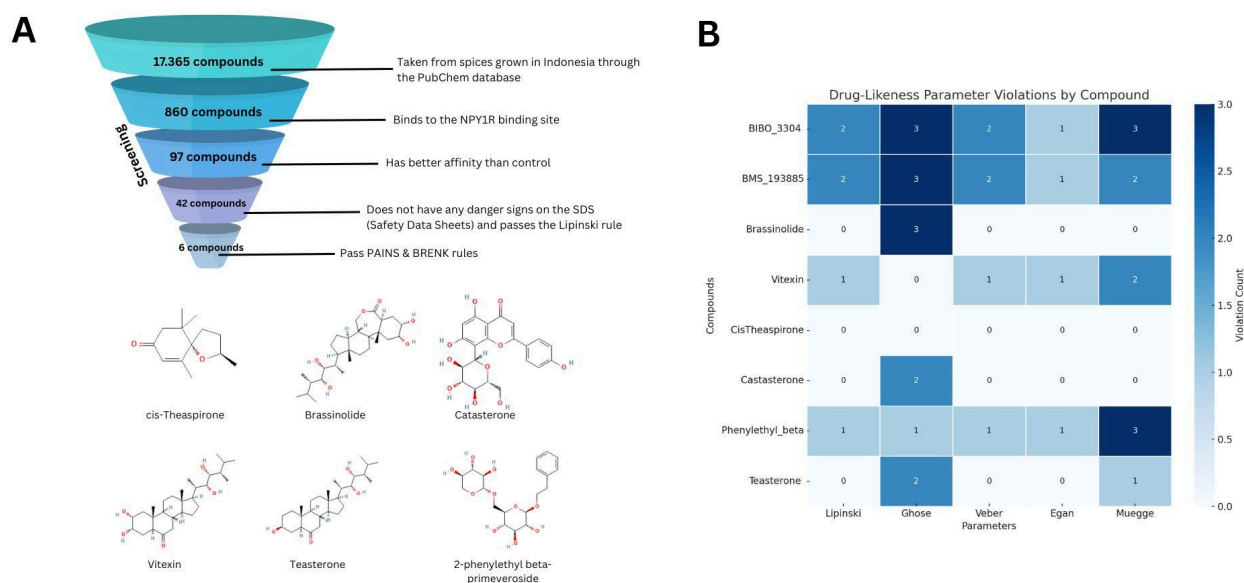 A
17.365 compounds
Taken from spices grown in Indonesia through
the PubChem database
860 compounds
Binds to the NPY1R binding site
Screening
97 compounds
Has better affinity than control
42 compounds
Does not have any danger signs on the SDS
(Safety Data Sheets) and passes the Lipinski rule
6 compounds
Pass PAINS & BRENK rules
cis-Theaspirone
Brassinolide
Catasterone
Vitexin
Teasterone
2-phenylethyl beta-
primeveroside
B
Drug-Likeness Parameter Violations by Compound
Compounds
BIBO_3304 2 3 2 1 3
BMS_193885 2 3 2 1 2
Brassinolide 0 3 0 0 0
Vitexin 1 0 1 1 2
CisTheaspirone 0 0 0 0 0
Castasterone 0 2 0 0 0
Phenylethyl_beta 1 1 1 1 3
Teasterone 0 2 0 0 1
Lipinski Ghose Veber Egan Muegge
Parameters
3.0
2.5
2.0
1.5
1.0
0.5
0.0
Violation Count